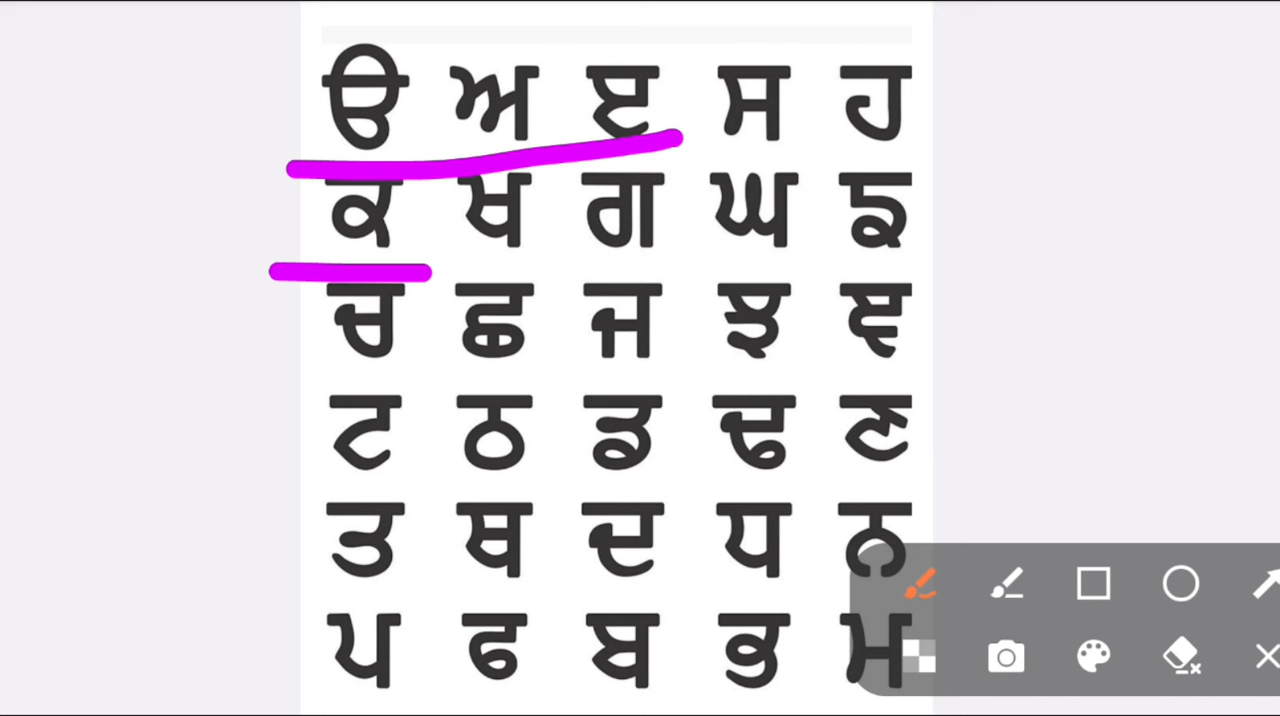 ੳ ਅ ੲ ਸ ਹ
ਕ ਖ ਗ ਘ ਙ
ਚ ਛ ਜ ਝ ਞ
ਟ ਠ ਡ ਢ ਣ
ਤ ਥ ਦ ਧ ਨ
ਪ ਫ ਬ ਭ ਮ